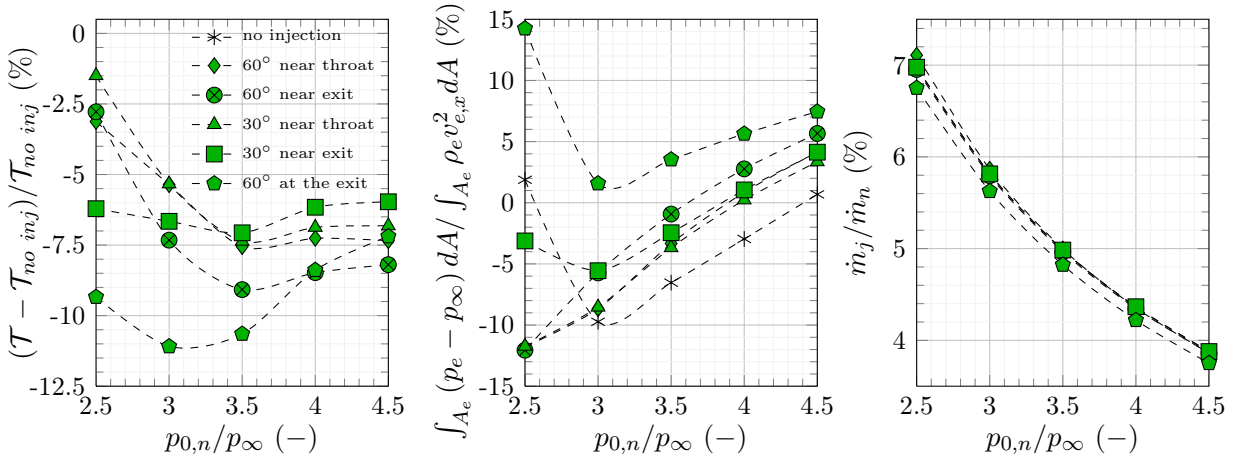 (𝒯 − 𝒯no inj)/𝒯no inj (%)
0
-2.5
-5
-7.5
-10
-12.5
2.5 3 3.5 4 4.5
p0,n/p∞ (−)
no injection
60° near throat
60° near exit
30° near throat
30° near exit
60° at the exit
∫Ae (pe − p∞) dA/ ∫Ae ρev²e,xdA (%)
15
10
5
0
-5
-10
-15
2.5 3 3.5 4 4.5
p0,n/p∞ (−)
ṁj/ṁn (%)
7
6
5
4
2.5 3 3.5 4 4.5
p0,n/p∞ (−)